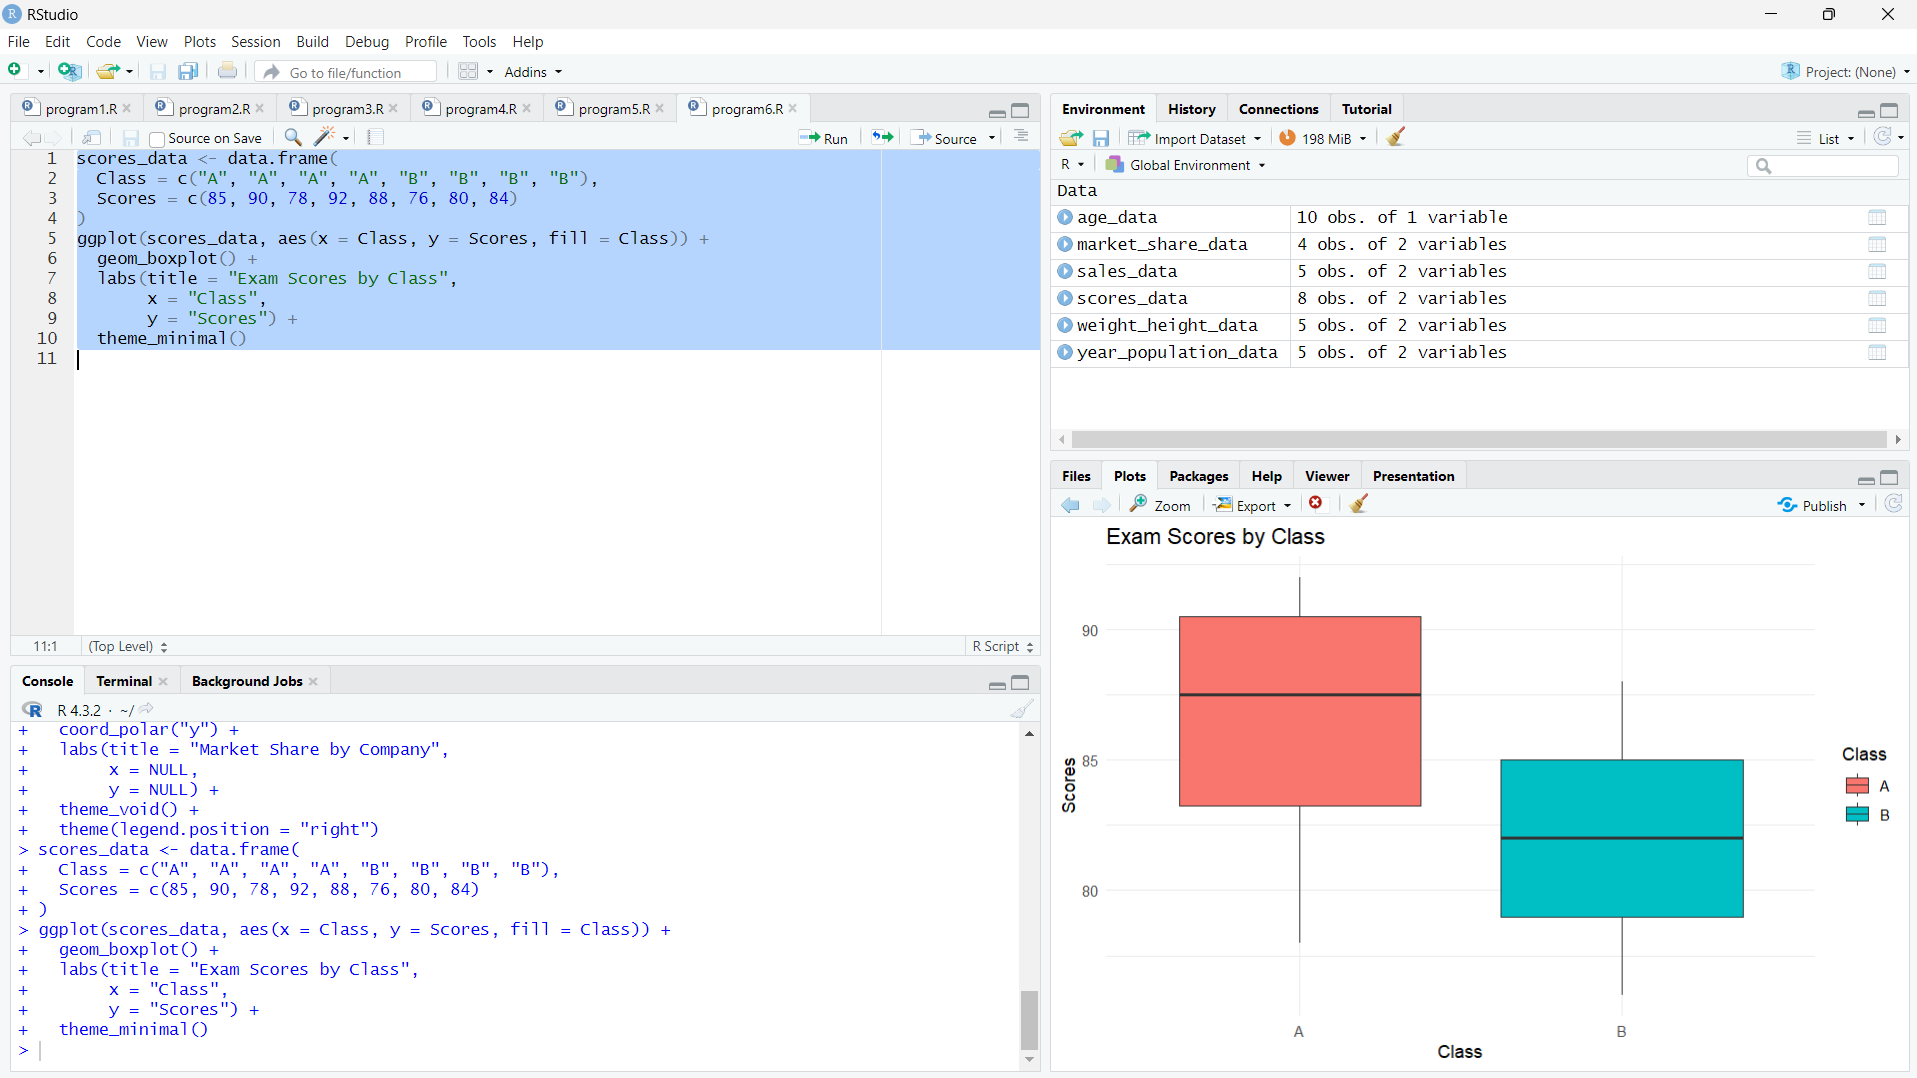 RStudio
File Edit Code View Plots Session Build Debug Profile Tools Help
Go to file/function Addins Project: (None)
program1.R program2.R program3.R program4.R program5.R program6.R
Source on Save Run Source
1 scores_data <- data.frame(
2   Class = c("A", "A", "A", "A", "B", "B", "B", "B"),
3   Scores = c(85, 90, 78, 92, 88, 76, 80, 84)
4 )
5 ggplot(scores_data, aes(x = Class, y = Scores, fill = Class)) +
6   geom_boxplot() +
7   labs(title = "Exam Scores by Class",
8        x = "Class",
9        y = "Scores") +
10   theme_minimal()
11
11:1 (Top Level) R Script
Console Terminal Background Jobs
R 4.3.2 · ~/
+   coord_polar("y") +
+   labs(title = "Market Share by Company",
+        x = NULL,
+        y = NULL) +
+   theme_void() +
+   theme(legend.position = "right")
> scores_data <- data.frame(
+   Class = c("A", "A", "A", "A", "B", "B", "B", "B"),
+   Scores = c(85, 90, 78, 92, 88, 76, 80, 84)
+ )
> ggplot(scores_data, aes(x = Class, y = Scores, fill = Class)) +
+   geom_boxplot() +
+   labs(title = "Exam Scores by Class",
+        x = "Class",
+        y = "Scores") +
+   theme_minimal()
>
Environment History Connections Tutorial
Import Dataset 198 MiB List
R Global Environment
Data
age_data 10 obs. of 1 variable
market_share_data 4 obs. of 2 variables
sales_data 5 obs. of 2 variables
scores_data 8 obs. of 2 variables
weight_height_data 5 obs. of 2 variables
year_population_data 5 obs. of 2 variables
Files Plots Packages Help Viewer Presentation
Zoom Export Publish
Exam Scores by Class
90
85
80
Scores
A B
Class
Class
A
B